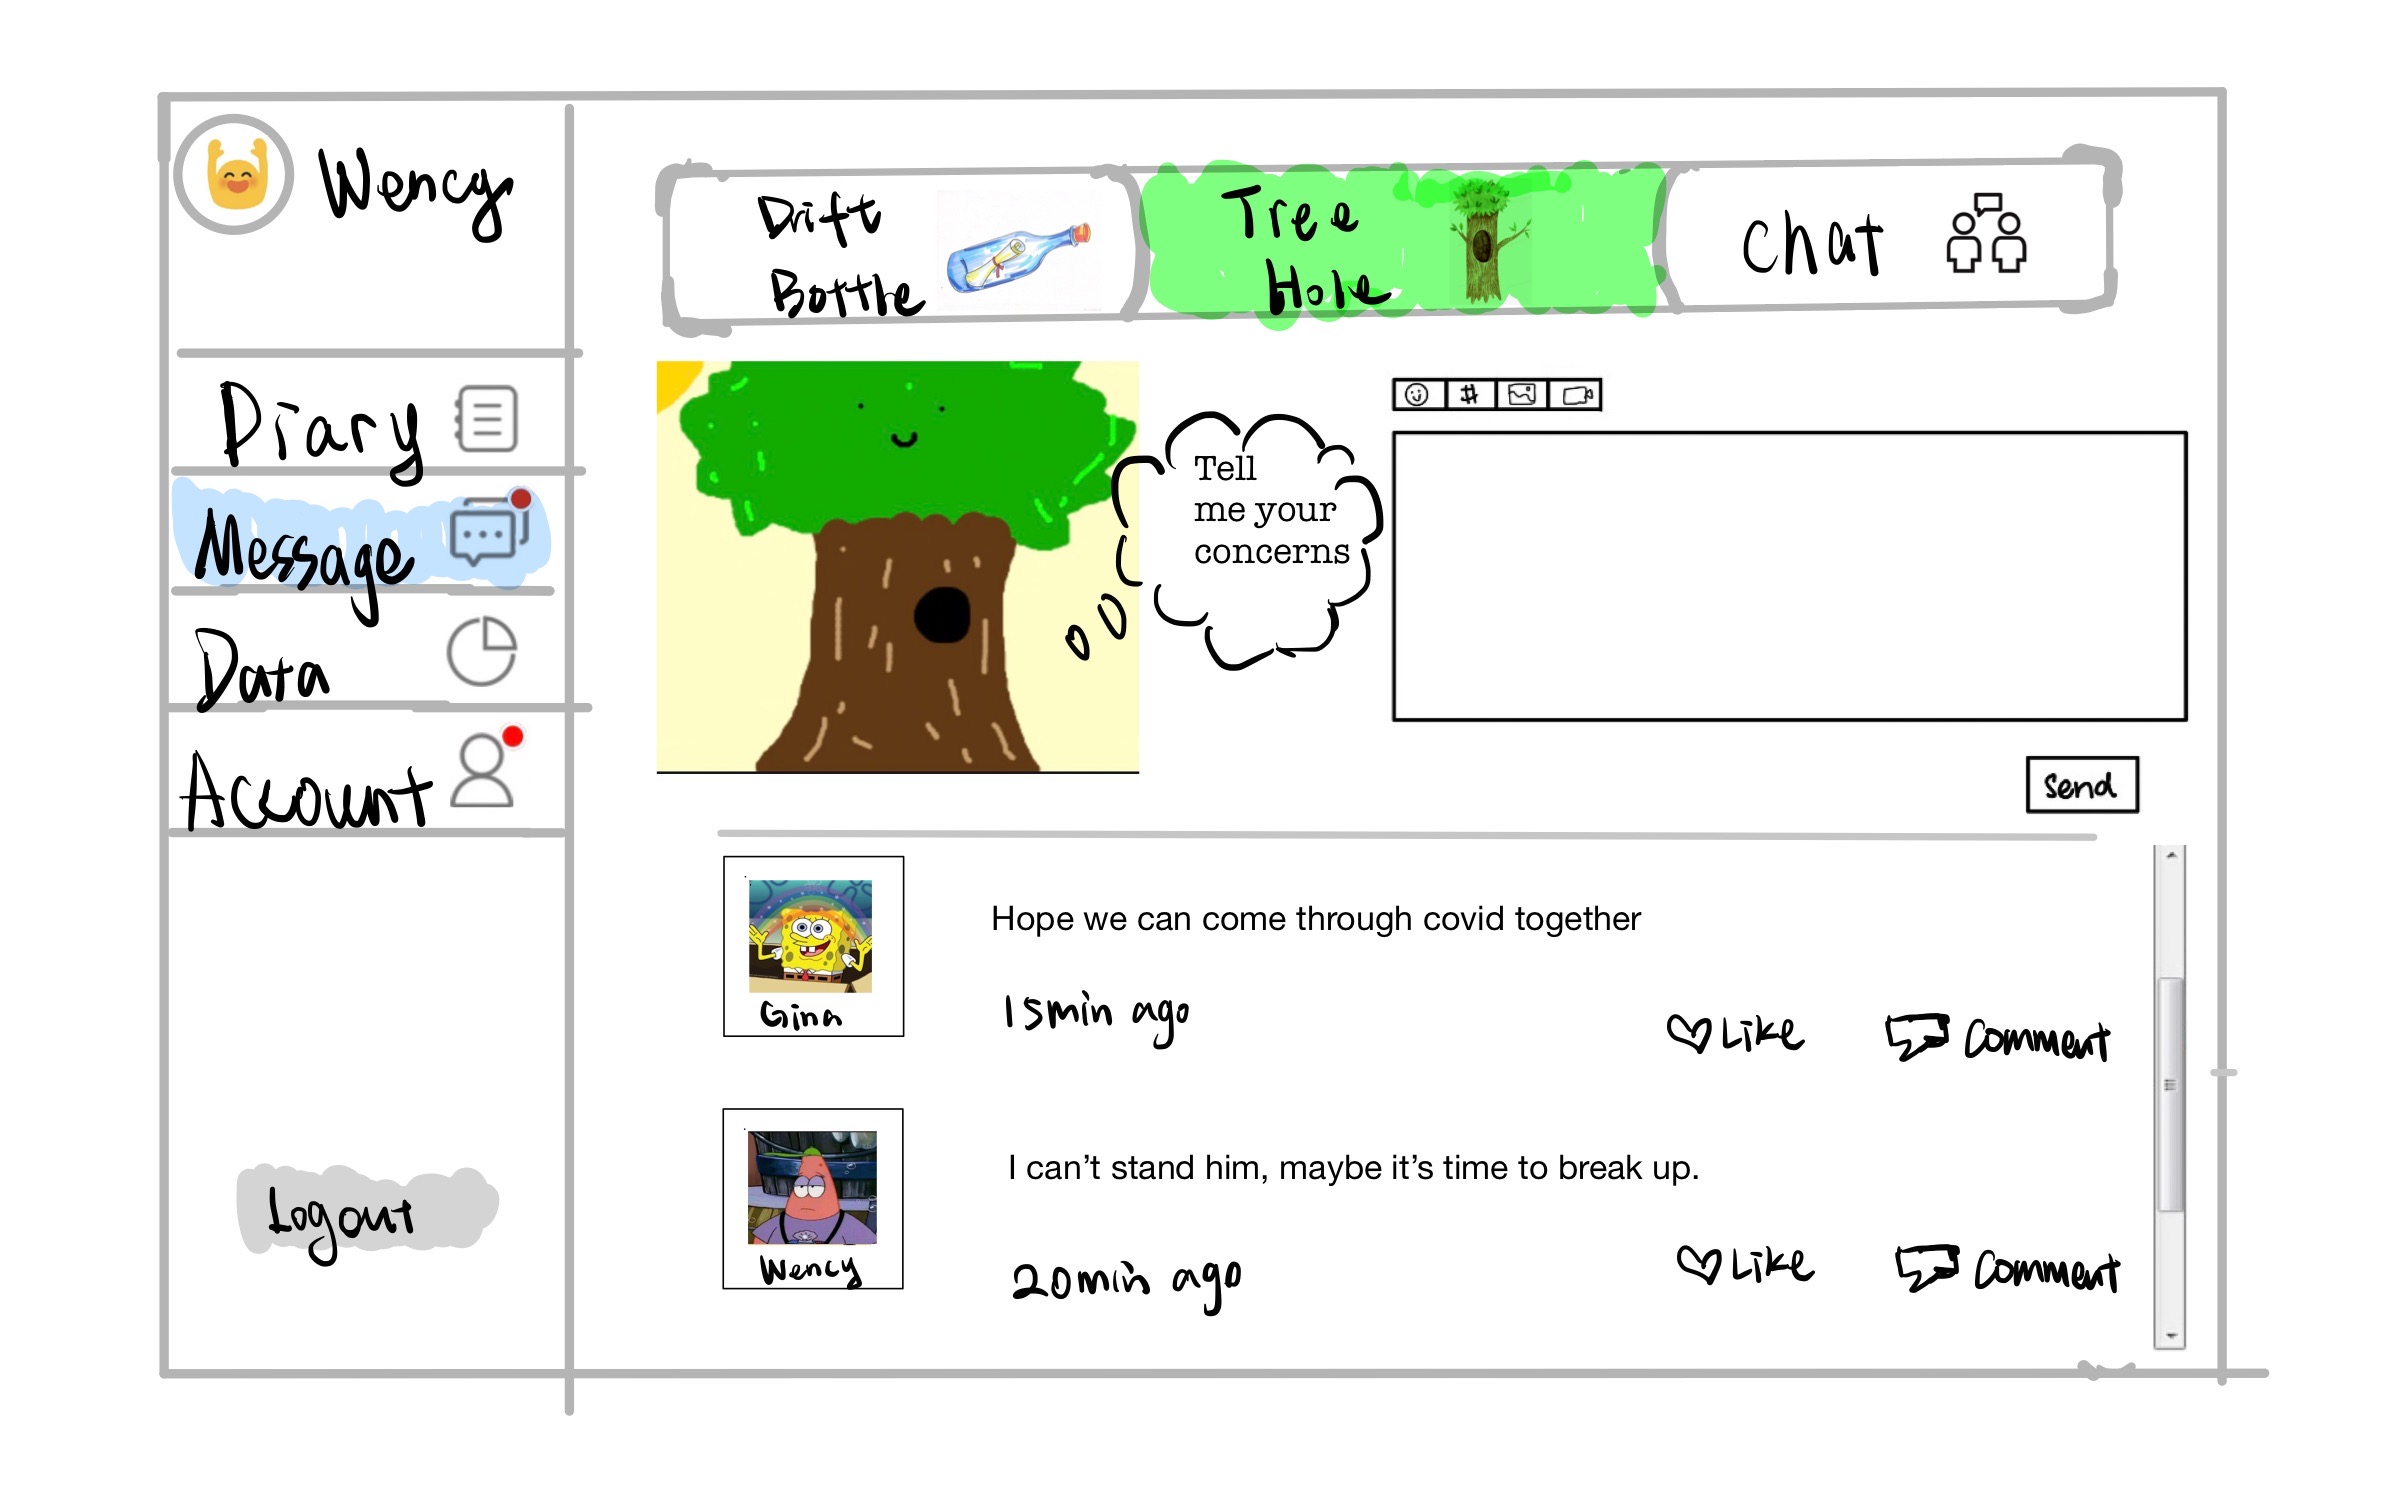 Wency
Drift
Bottle
Tree
Hole
Chat
Diary
Message
Data
Account
Logout
Tell
me your
concerns
#
Send
Hope we can come through covid together
Gina
15min ago
Like
Comment
I can't stand him, maybe it's time to break up.
Wency
20min ago
Like
Comment